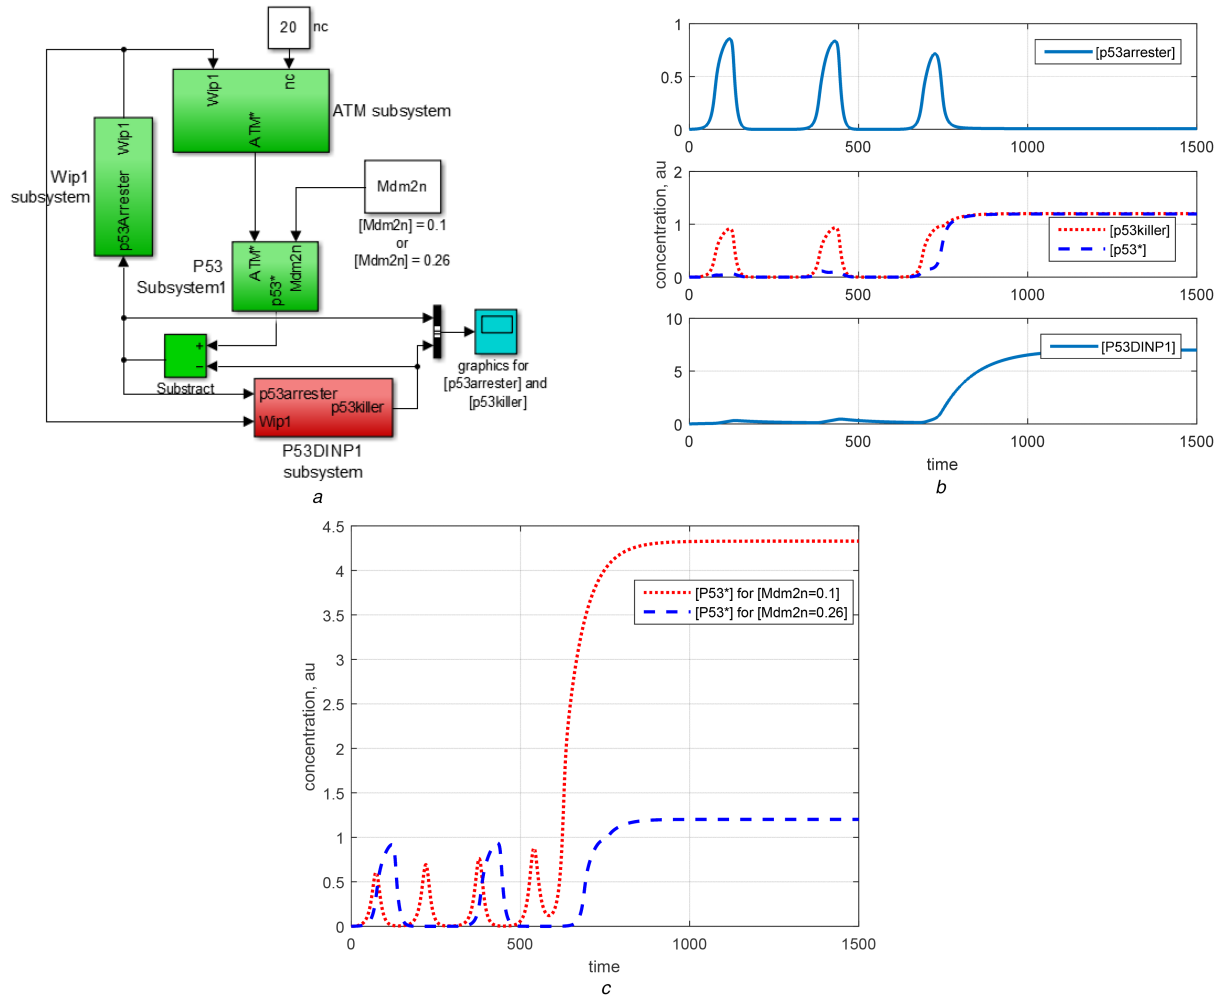 20 nc
Wip1
nc
ATM*
ATM subsystem
Wip1
p53Arrester
Wip1
subsystem
Mdm2n
[Mdm2n] = 0.1
or
[Mdm2n] = 0.26
ATM*
p53*
Mdm2n
P53
Subsystem1
+
−
Substract
graphics for
[p53arrester] and
[p53killer]
p53arrester
p53killer
Wip1
P53DINP1
subsystem
a
1
0.5
0
0 500 1000 1500
[p53arrester]
concentration, au
2
1
0
0 500 1000 1500
[p53killer]
[p53*]
10
5
0
0 500 1000 1500
[P53DINP1]
time
b
4.5
4
3.5
3
2.5
2
1.5
1
0.5
0
0 500 1000 1500
concentration, au
[P53*] for [Mdm2n=0.1]
[P53*] for [Mdm2n=0.26]
time
c